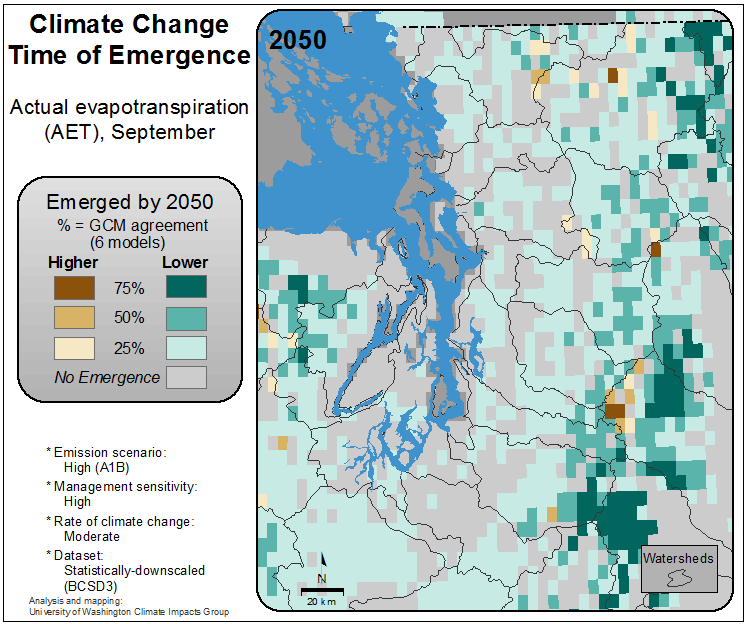 Climate Change
Time of Emergence
Actual evapotranspiration
(AET), September
Emerged by 2050
% = GCM agreement
(6 models)
Higher Lower
75%
50%
25%
No Emergence
* Emission scenario:
High (A1B)
* Management sensitivity:
High
* Rate of climate change:
Moderate
* Dataset:
Statistically-downscaled
(BCSD3)
Analysis and mapping:
University of Washington Climate Impacts Group
2050
N
20 km
Watersheds